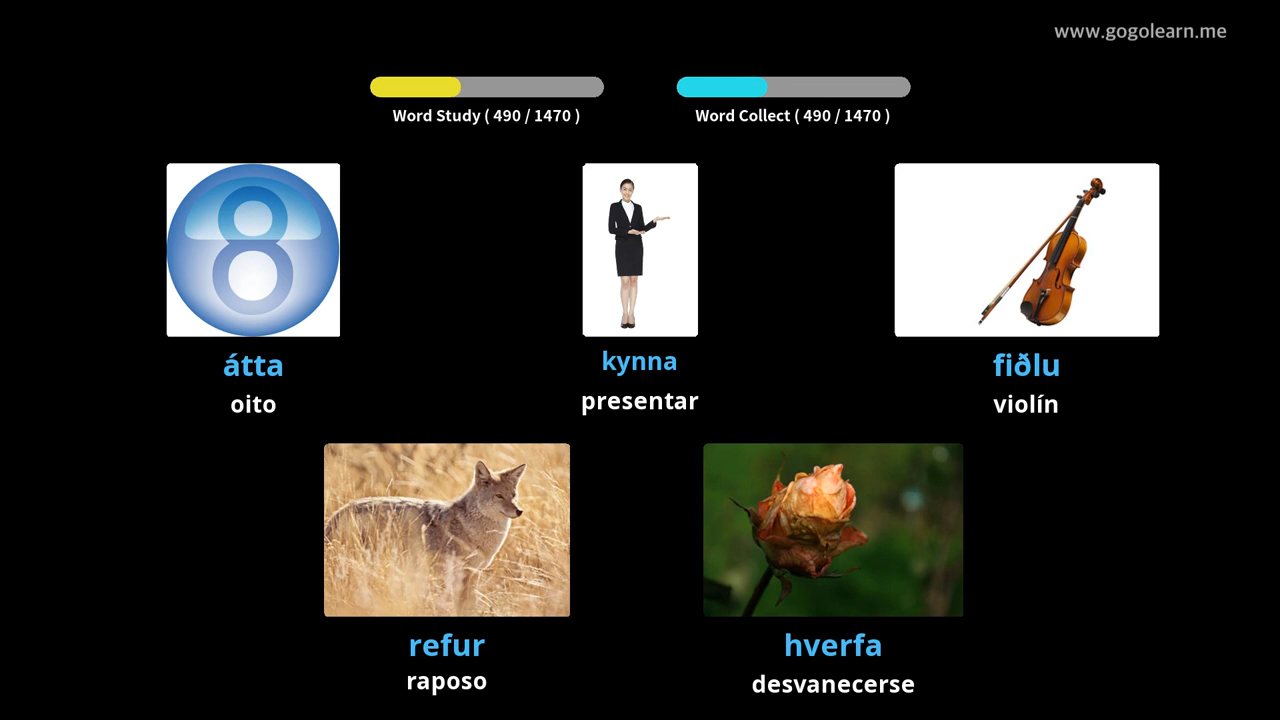 www.gogolearn.me
Word Study ( 490 / 1470 )
Word Collect ( 490 / 1470 )
8
átta
oito
kynna
presentar
fiðlu
violín
refur
raposo
hverfa
desvanecerse